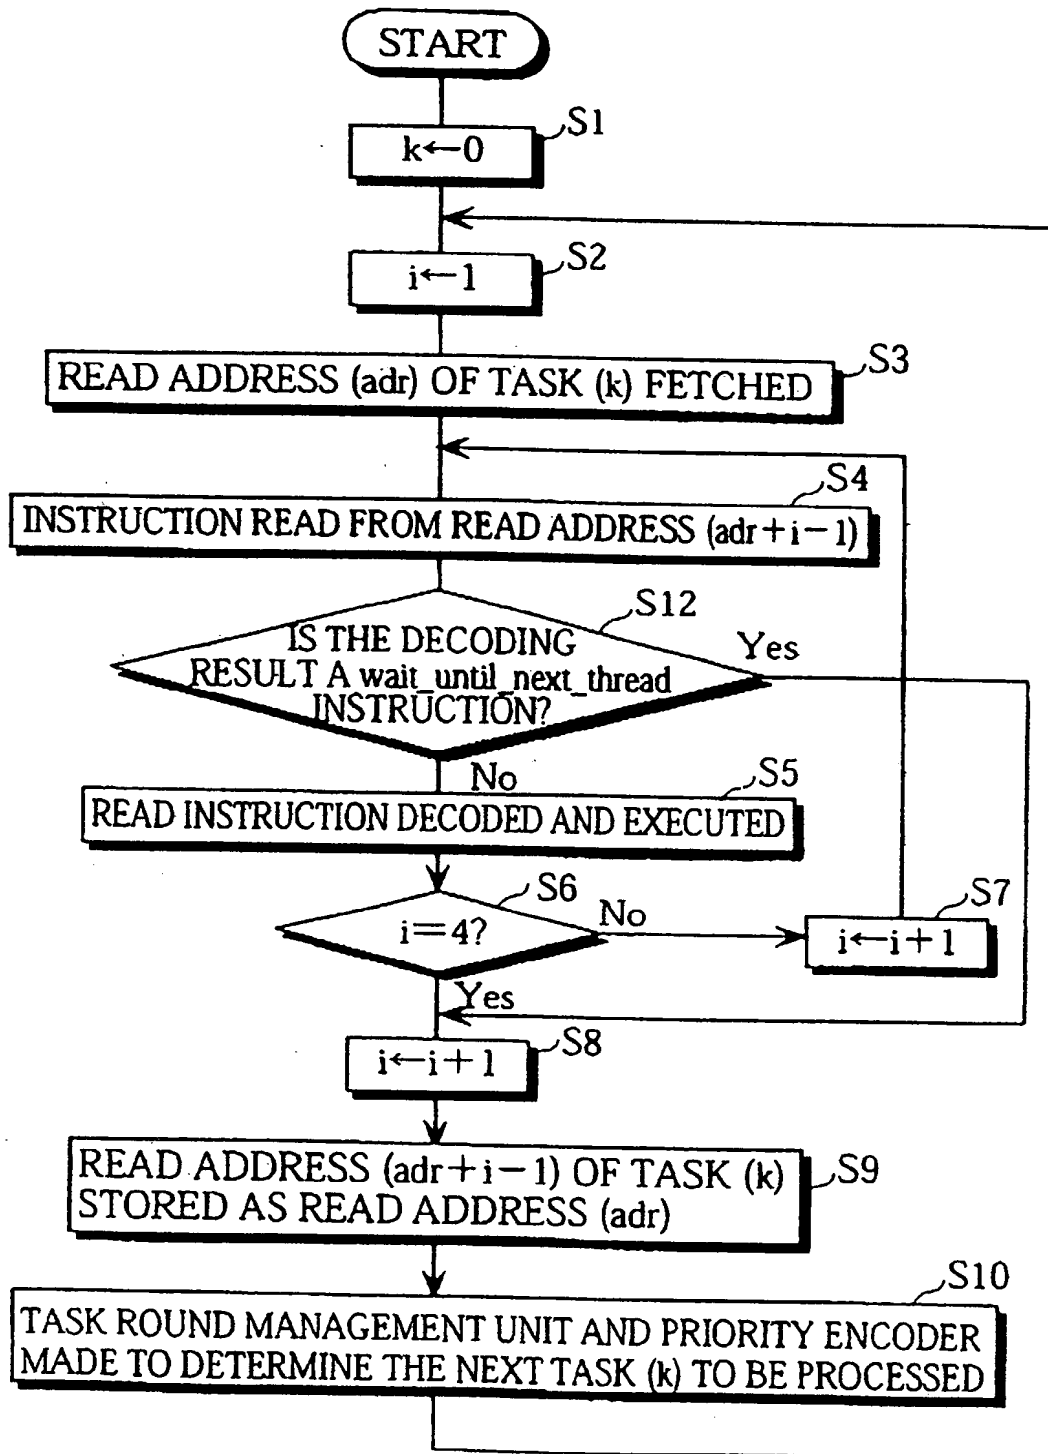 START
S1
k←0
S2
i←1
S3
READ ADDRESS (adr) OF TASK (k) FETCHED
S4
INSTRUCTION READ FROM READ ADDRESS (adr+i−1)
S12
IS THE DECODING
RESULT A wait_until_next_thread
INSTRUCTION?
Yes
No
S5
READ INSTRUCTION DECODED AND EXECUTED
S6
i=4?
No
S7
i←i+1
Yes
S8
i←i+1
READ ADDRESS (adr+i−1) OF TASK (k)
STORED AS READ ADDRESS (adr)
S9
S10
TASK ROUND MANAGEMENT UNIT AND PRIORITY ENCODER
MADE TO DETERMINE THE NEXT TASK (k) TO BE PROCESSED